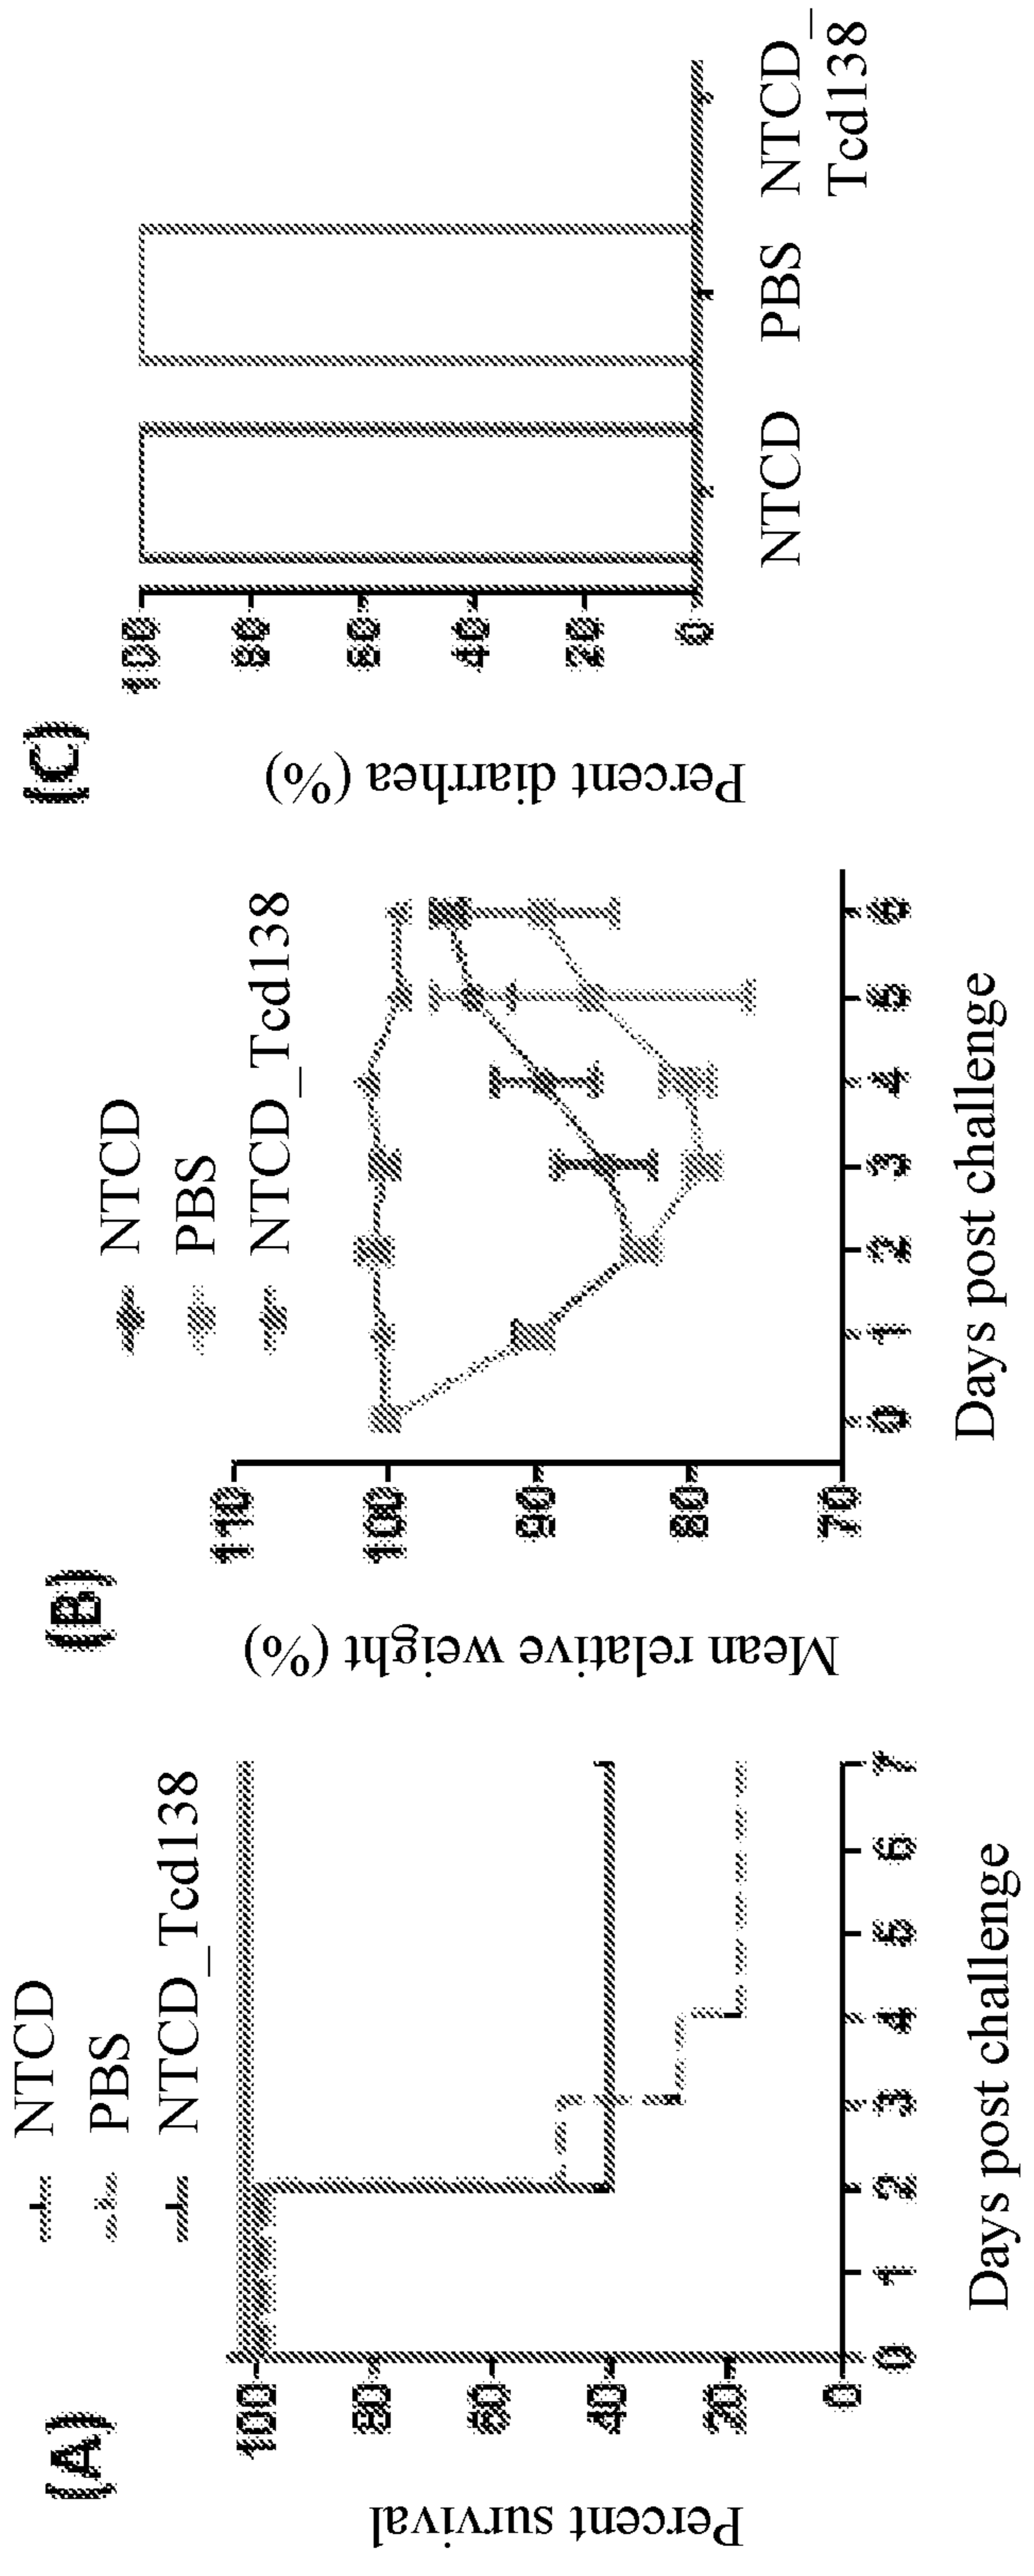 (A)
NTCD
PBS
NTCD_Tcd138
Percent survival
100
80
60
40
20
0
0 1 2 3 4 5 6 7
Days post challenge
(B)
NTCD
PBS
NTCD_Tcd138
Mean relative weight (%)
110
100
90
80
70
0 1 2 3 4 5
Days post challenge
(C)
Percent diarrhea (%)
100
80
60
40
20
0
NTCD PBS NTCD_
Tcd138